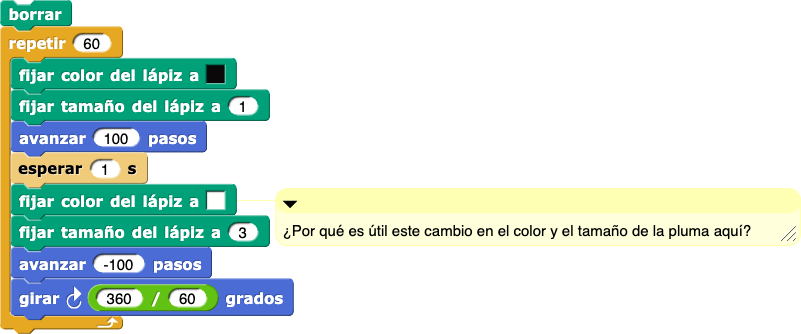 borrar
repetir 60
fijar color del lápiz a
fijar tamaño del lápiz a 1
avanzar 100 pasos
esperar 1 s
fijar color del lápiz a
¿Por qué es útil este cambio en el color y el tamaño de la pluma aquí?
fijar tamaño del lápiz a 3
avanzar -100 pasos
girar 360 / 60 grados